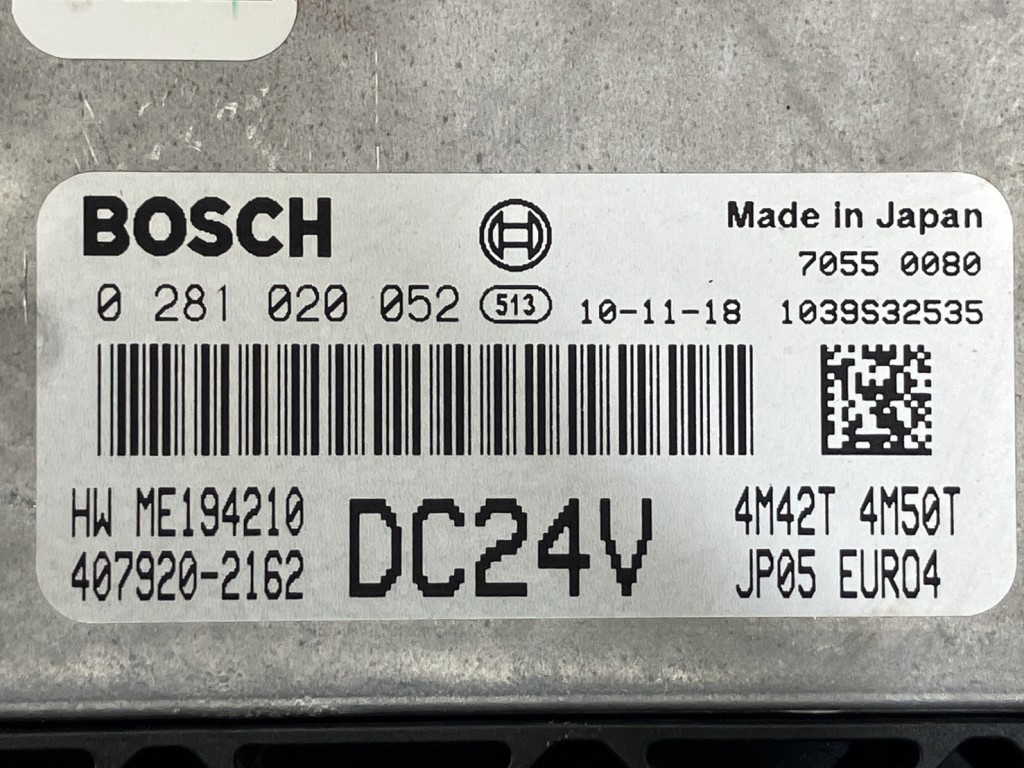 BOSCH
Made in Japan
7055 0080
0 281 020 052 513 10-11-18 1039S32535
HW ME194210 DC24V 4M42T 4M50T
407920-2162 JP05 EURO4